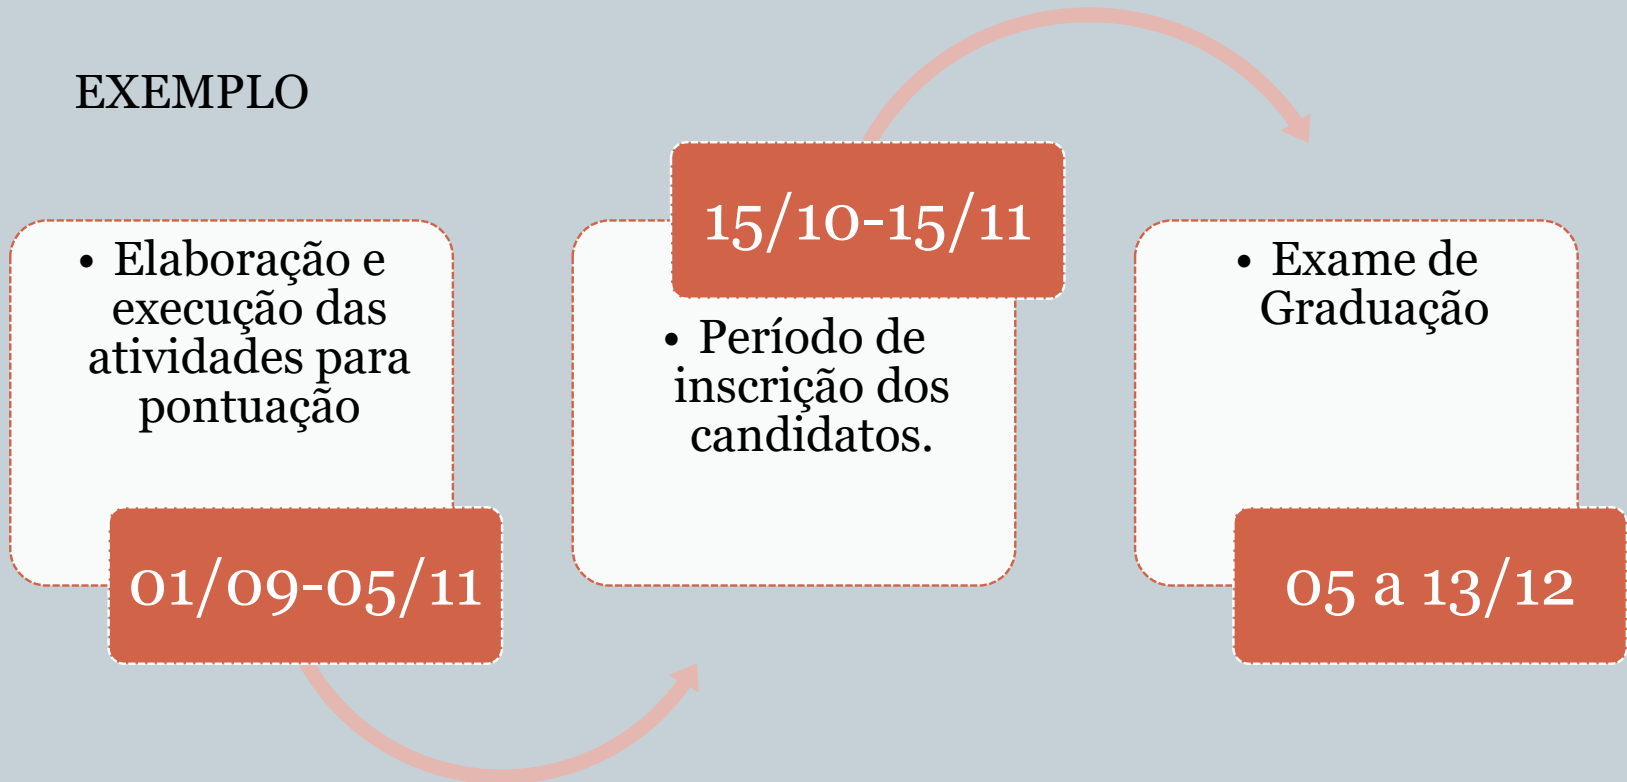 EXEMPLO
• Elaboração e
execução das
atividades para
pontuação
01/09-05/11
15/10-15/11
• Período de
inscrição dos
candidatos.
• Exame de
Graduação
05 a 13/12